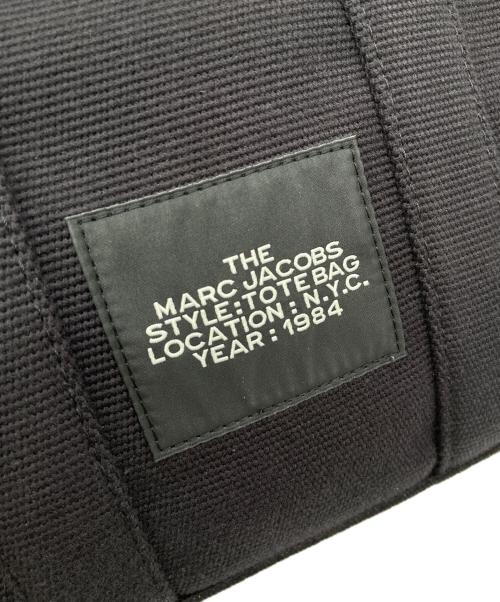 THE
MARC JACOBS
STYLE: TOTE BAG
LOCATION: N.Y.C.
YEAR: 1984